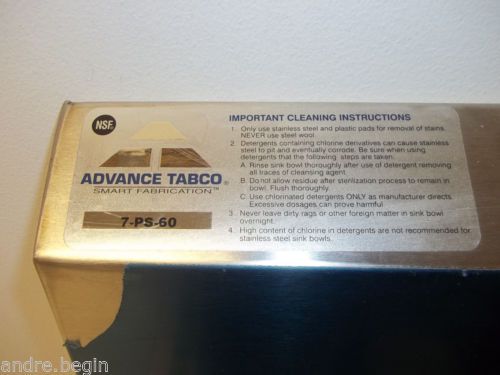 NSF
ADVANCE TABCO®
SMART FABRICATION™
7-PS-60
IMPORTANT CLEANING INSTRUCTIONS
1. Only use stainless steel and plastic pads for removal of stains.
NEVER use steel wool.
2. Detergents containing chlorine derivatives can cause stainless
steel to pit and eventually corrode. Be sure when using
detergents that the following steps are taken.
A. Rinse sink bowl thoroughly after use of detergent removing
all traces of cleansing agent.
B. Do not allow residue after sterilization process to remain in
bowl. Flush thoroughly.
C. Use chlorinated detergents ONLY as manufacturer directs.
Excessive dosages can prove harmful
3. Never leave dirty rags or other foreign matter in sink bowl
overnight.
4. High content of chlorine in detergents are not recommended for
stainless steel sink bowls.
andre.begin